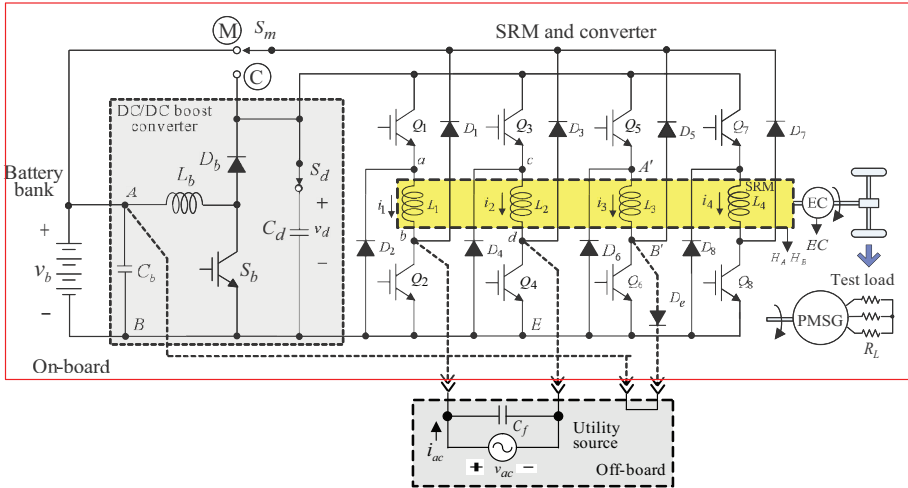 M
S_m
SRM and converter
C
DC/DC boost
converter
Q_1
D_1
Q_3
D_3
Q_5
D_5
Q_7
D_7
D_b
S_d
a
c
A'
Battery
bank
A
L_b
SRM
+
i_1
L_1
i_2
L_2
i_3
L_3
i_4
L_4
EC
+
C_d
v_d
b
d
B'
H_A H_B
EC
v_b
C_b
S_b
−
D_2
D_4
D_6
D_8
Test load
Q_2
Q_4
Q_6
Q_8
D_e
PMSG
−
B
E
R_L
On-board
C_f
Utility
source
i_ac
+ v_ac −
Off-board